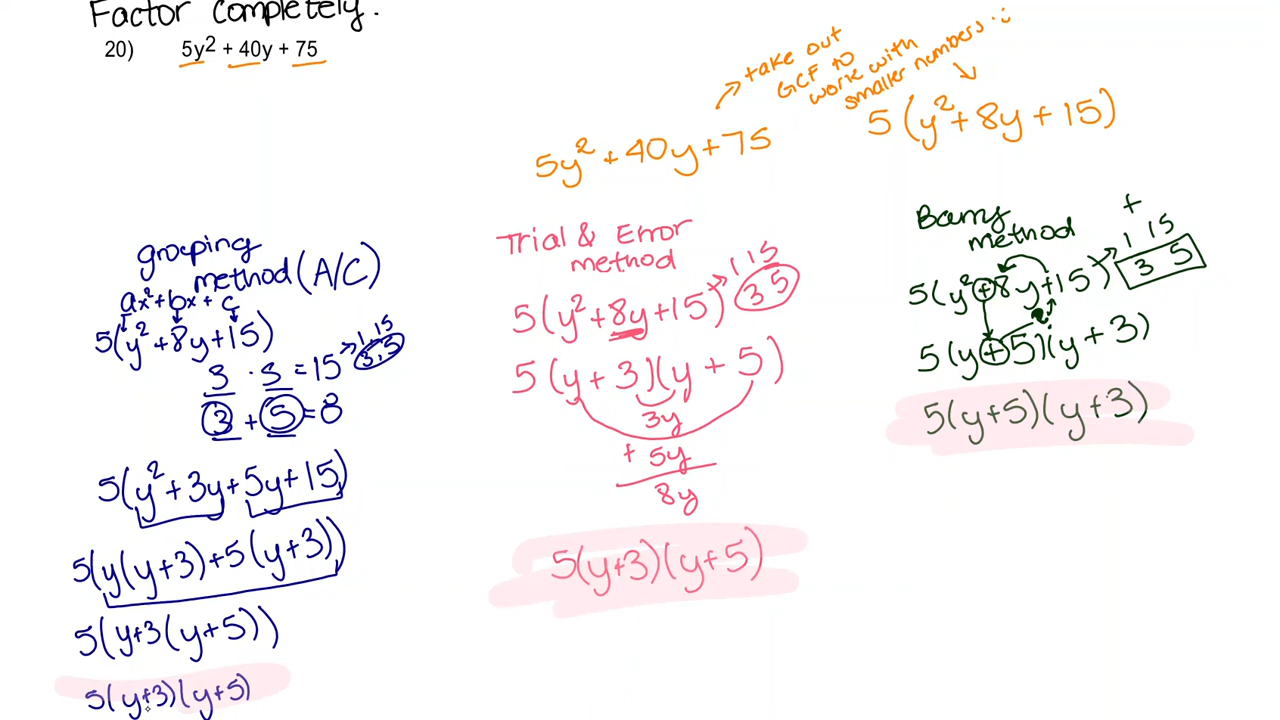 Factor Completely.
20) 5y² + 40y + 75
take out
GCF to
work with
smaller numbers
5y² + 40y + 75
5(y² + 8y + 15)
grouping
method (A/C)
ax² + bx + c
5(y² + 8y + 15)
3 · 3 = 15 → 1 15
3, 5
3 + 5 = 8
5(y² + 3y + 5y + 15)
5(y(y+3) + 5(y+3))
5(y+3(y+5))
5(y+3)(y+5)
Trial & Error
method
5(y² + 8y + 15) → 1 15
3 5
5(y + 3)(y + 5)
3y
+ 5y
8y
5(y+3)(y+5)
Barry
method
+
5(y² + 8y + 15) → 1 15
3 5
5(y + 5)(y + 3)
5(y+5)(y+3)